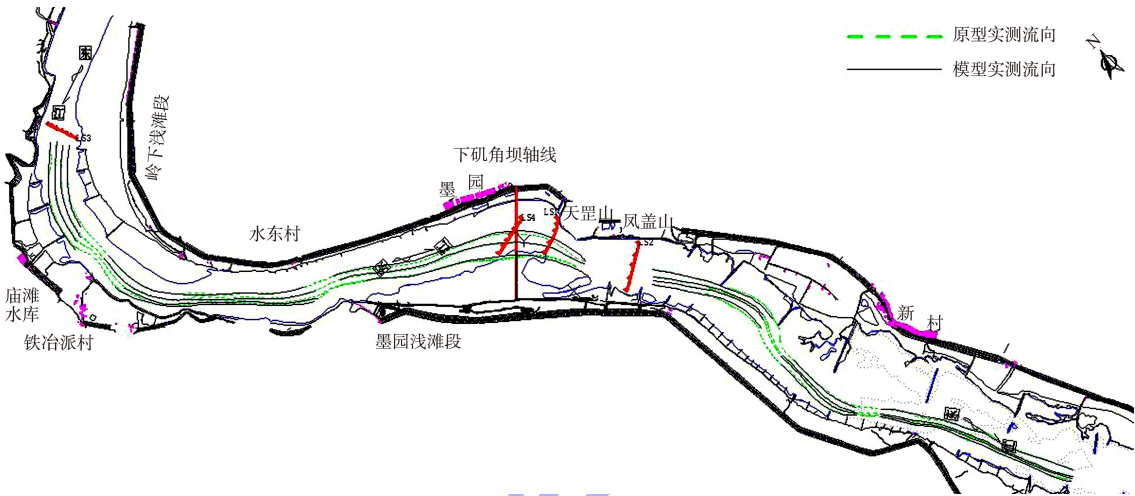 原型实测流向
模型实测流向
N
东
江
LS3
岭下浅滩段
下矶角坝轴线
墨 园
水东村
LS4
天罡山
凤盖山
LS2
庙滩
水库
铁冶派村
墨园浅滩段
新 村